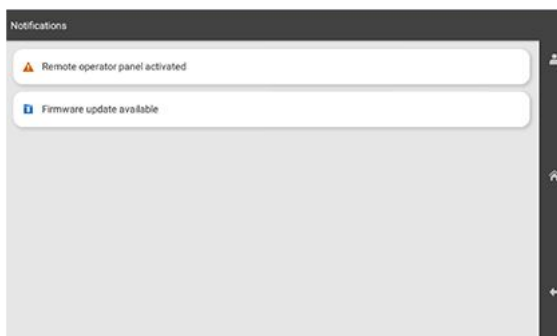 Notifications
Remote operator panel activated
Firmware update available